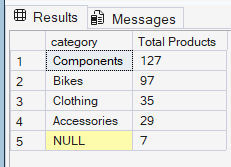 Results Messages
category Total Products
1 Components 127
2 Bikes 97
3 Clothing 35
4 Accessories 29
5 NULL 7